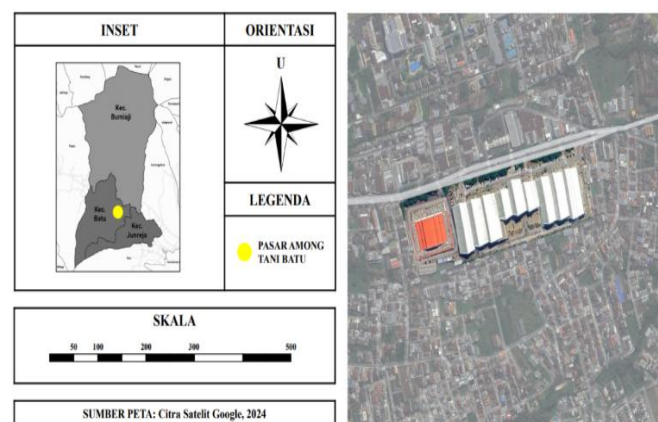 INSET
ORIENTASI
U
Kec.
Bumiaji
Kec.
Batu
Kec.
Junrejo
LEGENDA
PASAR AMONG
TANI BATU
SKALA
50 100 200 300 500
SUMBER PETA: Citra Satelit Google, 2024